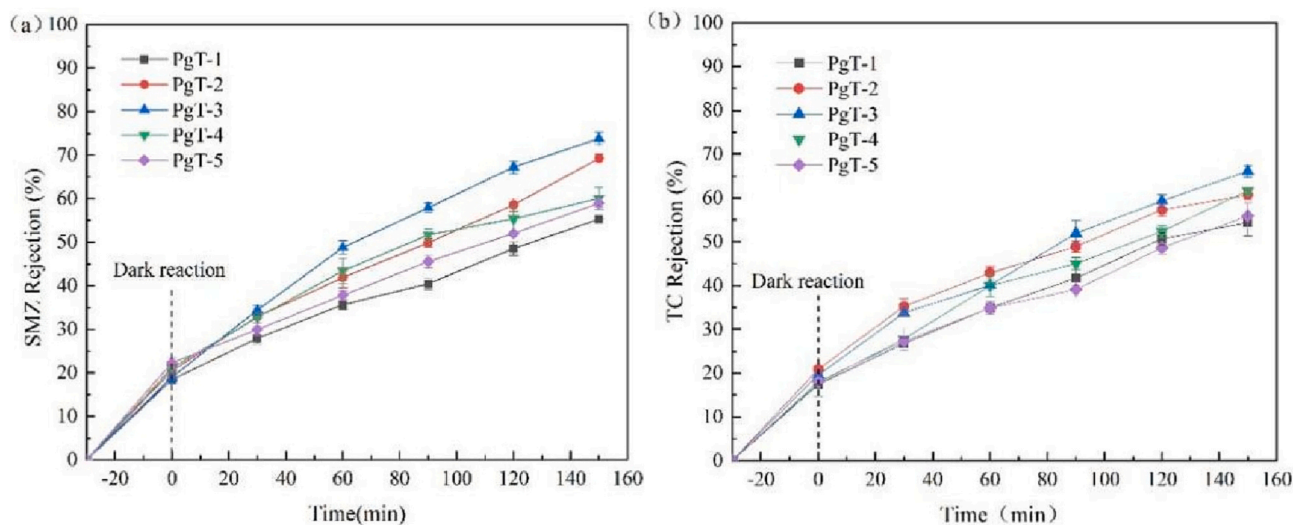 (a)
100
90
80
70
60
50
40
30
20
10
0
SMZ Rejection (%)
PgT-1
PgT-2
PgT-3
PgT-4
PgT-5
Dark reaction
-20 0 20 40 60 80 100 120 140 160
Time(min)
(b)
100
90
80
70
60
50
40
30
20
10
0
TC Rejection (%)
PgT-1
PgT-2
PgT-3
PgT-4
PgT-5
Dark reaction
-20 0 20 40 60 80 100 120 140 160
Time（min）